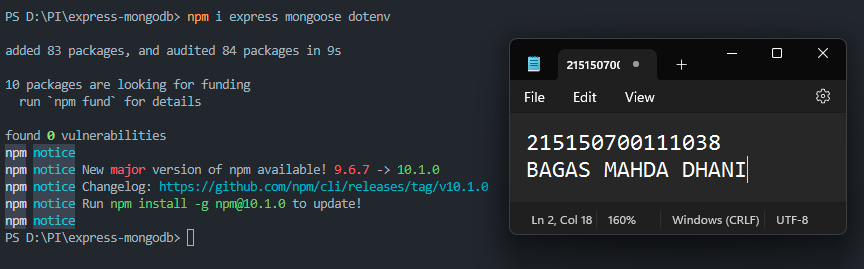 PS D:\PI\express-mongodb> npm i express mongoose dotenv
added 83 packages, and audited 84 packages in 9s
10 packages are looking for funding
  run `npm fund` for details
found 0 vulnerabilities
npm notice
npm notice New major version of npm available! 9.6.7 -> 10.1.0
npm notice Changelog: https://github.com/npm/cli/releases/tag/v10.1.0
npm notice Run npm install -g npm@10.1.0 to update!
npm notice
PS D:\PI\express-mongodb>
21515070(
File Edit View
215150700111038
BAGAS MAHDA DHANI
Ln 2, Col 18 160% Windows (CRLF) UTF-8